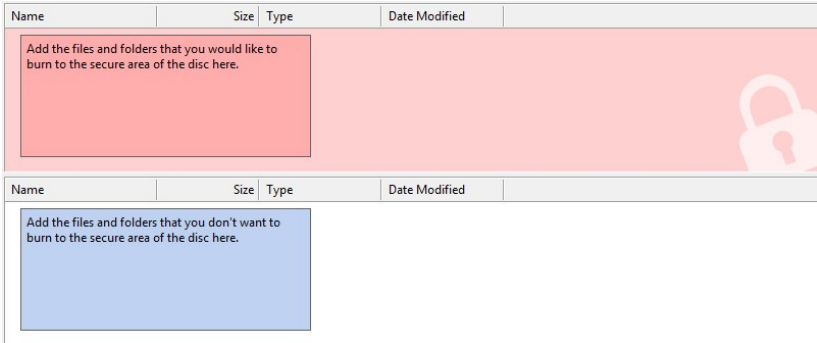 Name Size Type Date Modified
Add the files and folders that you would like to
burn to the secure area of the disc here.
Name Size Type Date Modified
Add the files and folders that you don't want to
burn to the secure area of the disc here.